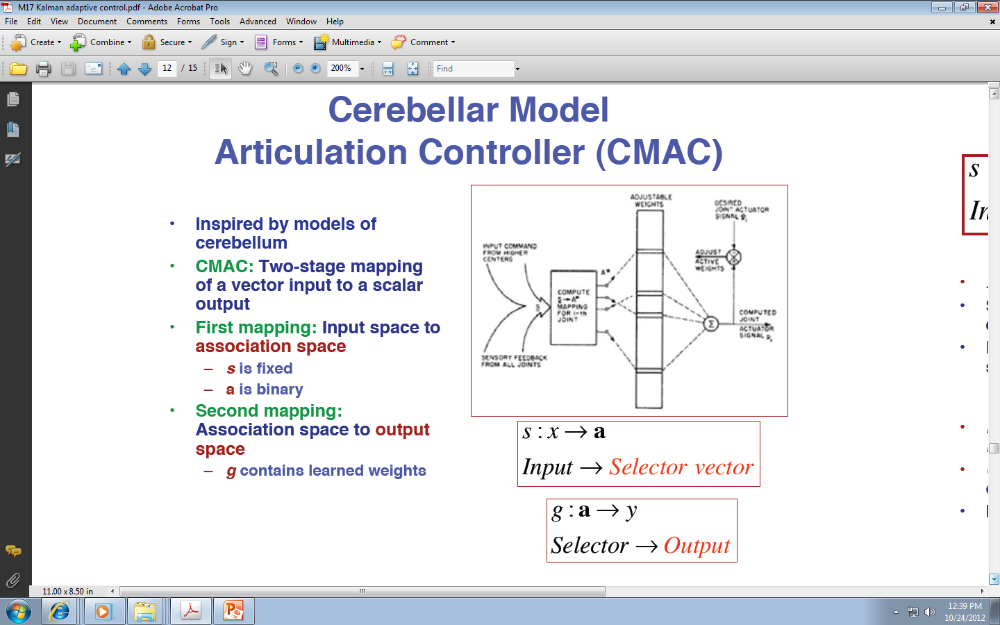 M17 Kalman adaptive control.pdf - Adobe Acrobat Pro
File Edit View Document Comments Forms Tools Advanced Window Help
Create Combine Secure Sign Forms Multimedia Comment
12 / 15 200% Find
Cerebellar Model
Articulation Controller (CMAC)
• Inspired by models of
cerebellum
• CMAC: Two-stage mapping
of a vector input to a scalar
output
• First mapping: Input space to
association space
– s is fixed
– a is binary
• Second mapping:
Association space to output
space
– g contains learned weights
ADJUSTABLE
WEIGHTS
DESIRED
JOINT ACTUATOR
SIGNAL
INPUT COMMAND
FROM HIGHER
CENTERS
ADJUST
ACTIVE
WEIGHTS
A*
S
COMPUTE
S→A*
MAPPING
FOR i-TH
JOINT
Σ
COMPUTED
JOINT
ACTUATOR
SIGNAL
SENSORY FEEDBACK
FROM ALL JOINTS
s : x → a
Input → Selector vector
g : a → y
Selector → Output
s
In
11.00 x 8.50 in
12:39 PM
10/24/2012